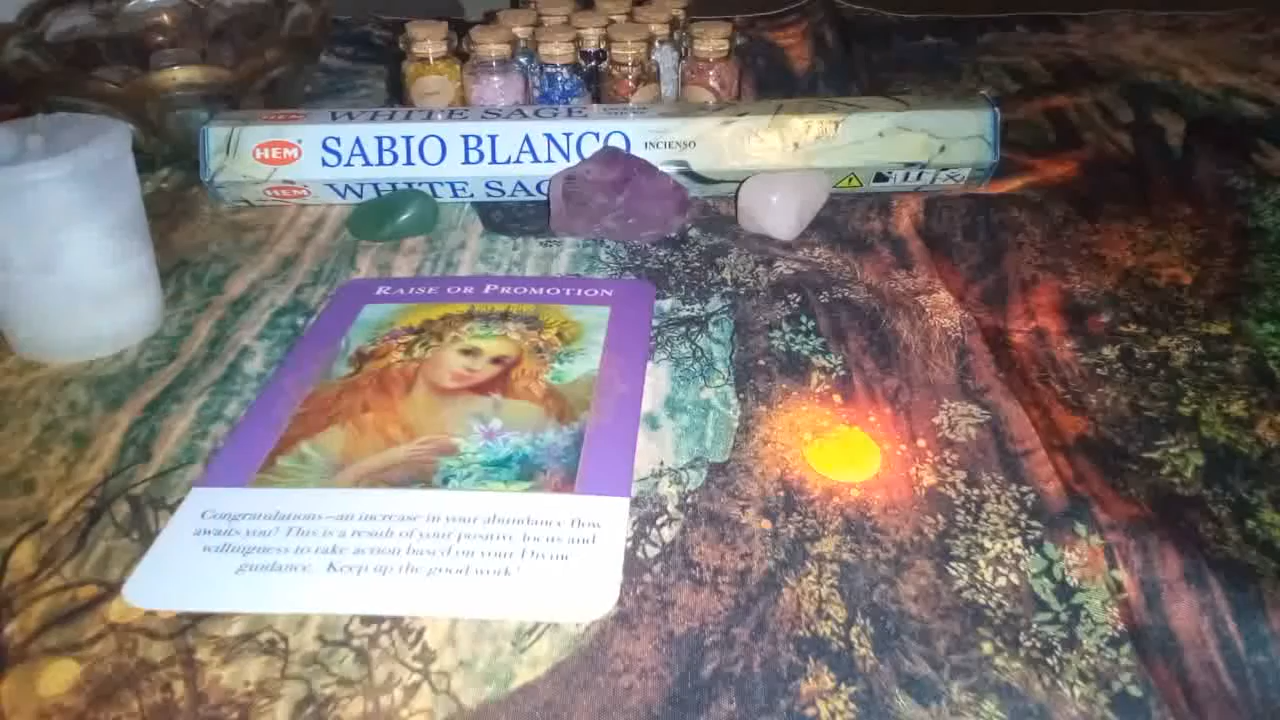 HEM WHITE SAGE
HEM SABIO BLANCO INCIENSO
HEM WHITE SAG
RAISE OR PROMOTION
Congratulations—an increase in your abundance flow
awaits you! This is a result of your positive focus and
willingness to take action based on your Divine
guidance. Keep up the good work!